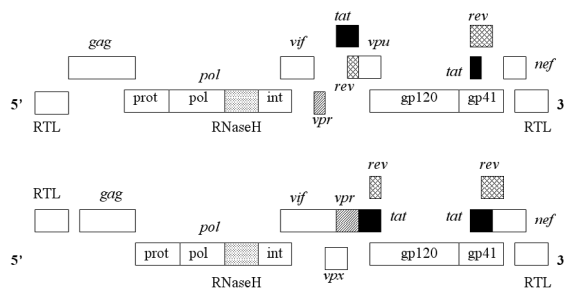 tat rev
gag vif vpu
pol tat nef
rev
5' prot pol int gp120 gp41 3
RTL RNaseH vpr RTL
rev rev
RTL gag vif vpr
pol tat tat nef
5' prot pol int gp120 gp41 3
RNaseH vpx RTL